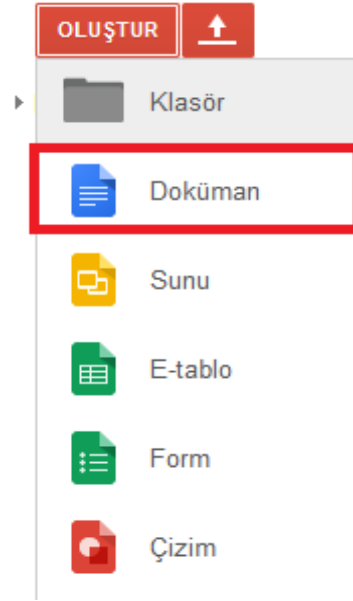 OLUŞTUR
Klasör
Doküman
Sunu
E-tablo
Form
Çizim